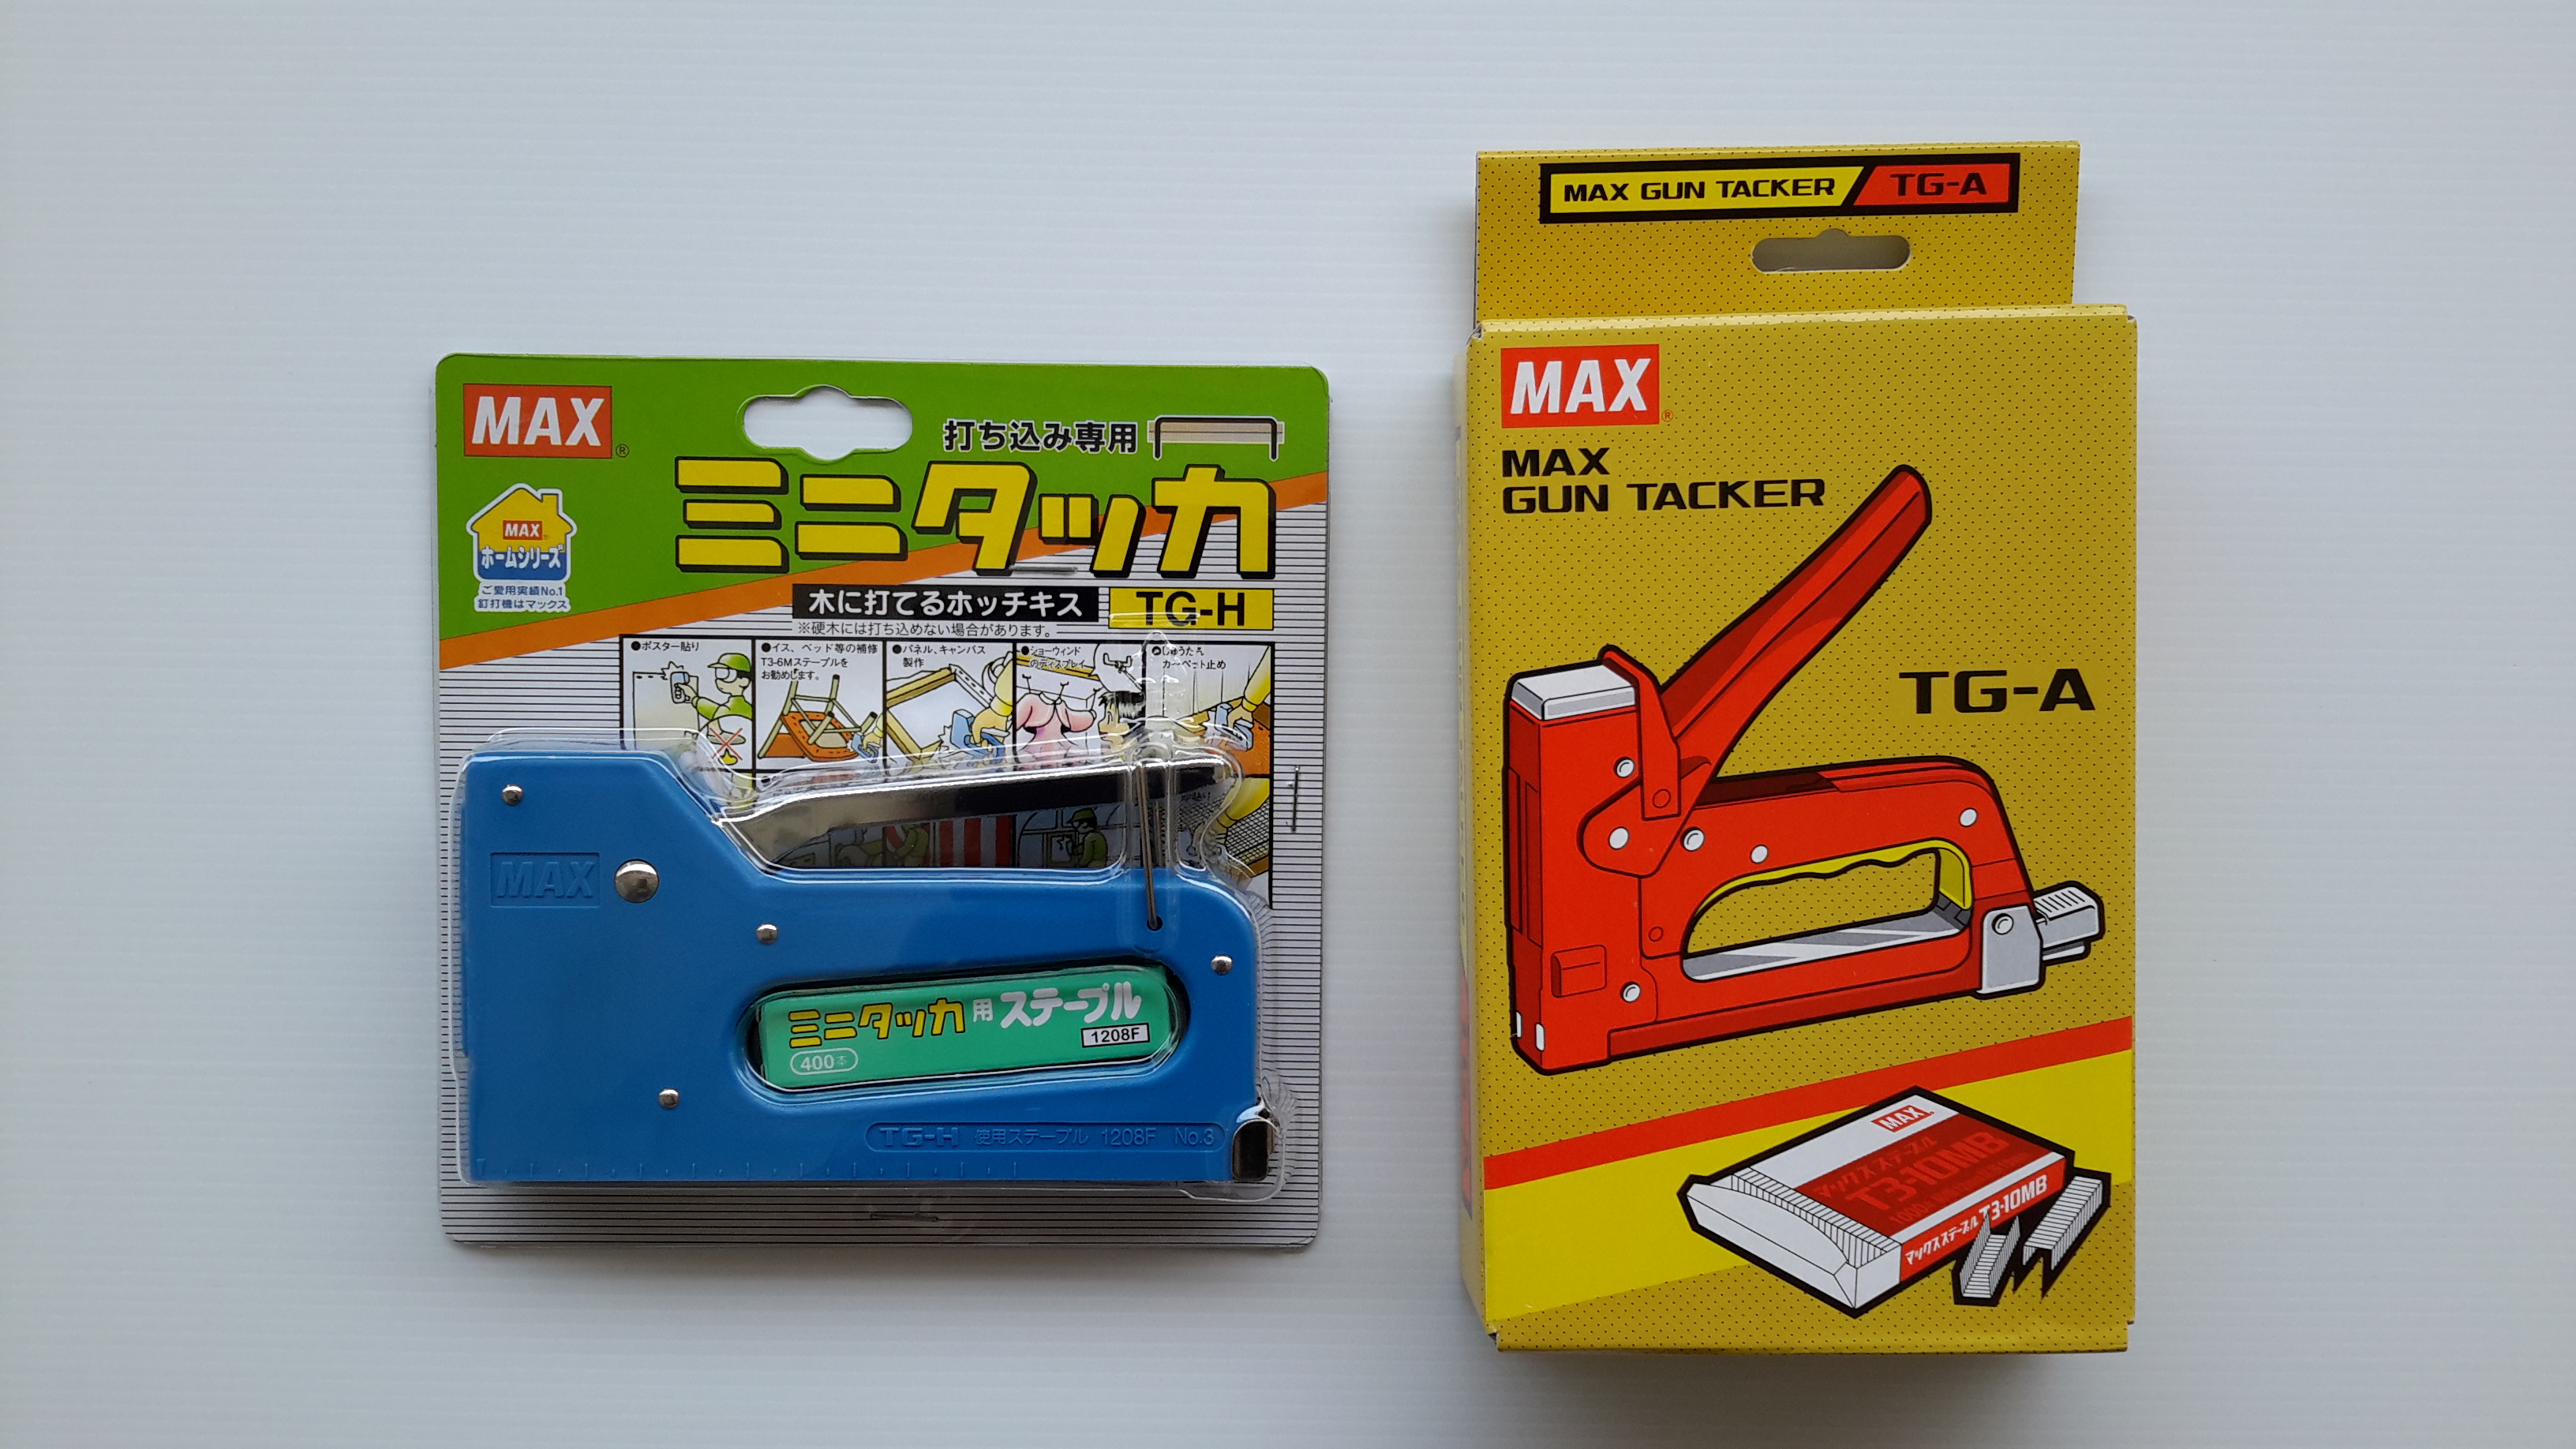 MAX®
打ち込み専用
ミニタッカ
MAX
ホームシリーズ
ご愛用実績No.1
釘打機はマックス
木に打てるホッチキス
TG-H
※硬木には打ち込めない場合があります。
●ポスター貼り
●イス、ベッド等の補修
T3-6Mステープルを
お勧めします。
●パネル、キャンバス
製作
●ショーウィンド
のディスプレイ
●じゅうたん
カーペット止め
MAX
ミニタッカ用ステープル
1208F
400本
TG-H 使用ステープル 1208F No.3
MAX GUN TACKER TG-A
MAX®
MAX
GUN TACKER
TG-A
MAX
マックスステープル
T3-10MB
マックスステープル T3-10MB